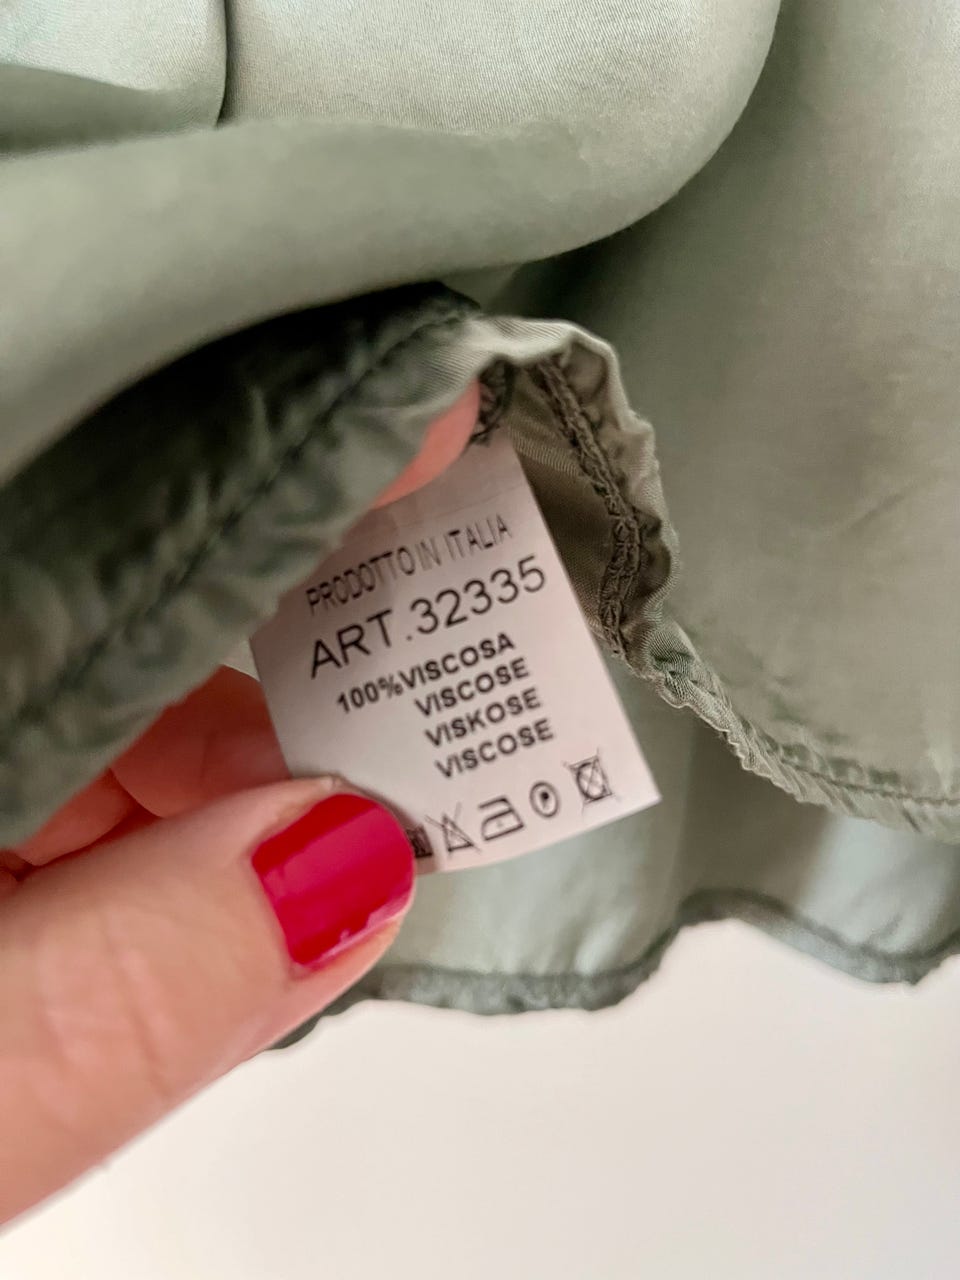 PRODOTTO IN ITALIA
ART.32335
100%VISCOSA
VISCOSE
VISKOSE
VISCOSE